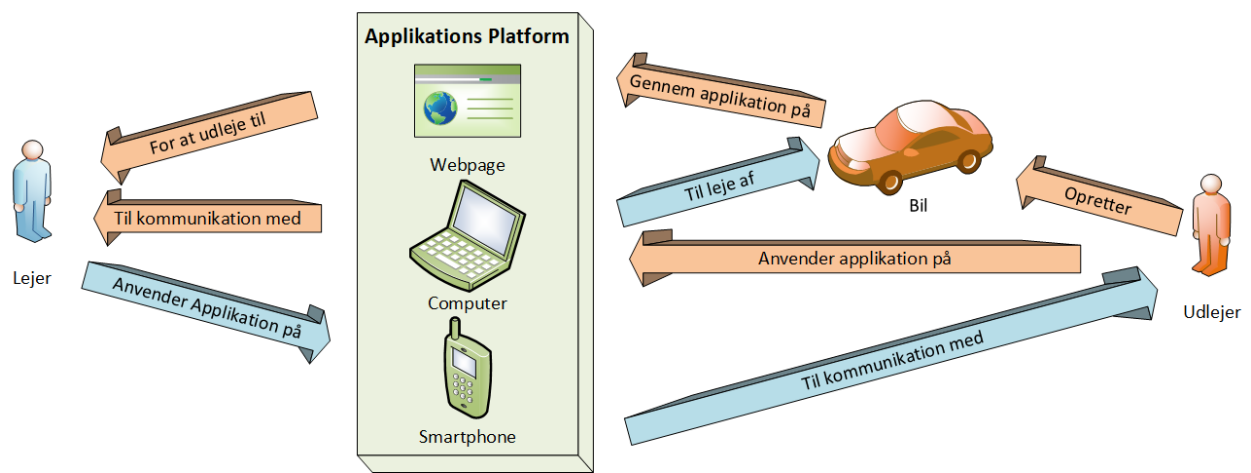 Applikations Platform
Gennem applikation på
For at udleje til
Webpage
Til leje af
Bil
Opretter
Til kommunikation med
Anvender applikation på
Lejer
Anvender Applikation på
Computer
Udlejer
Til kommunikation med
Smartphone